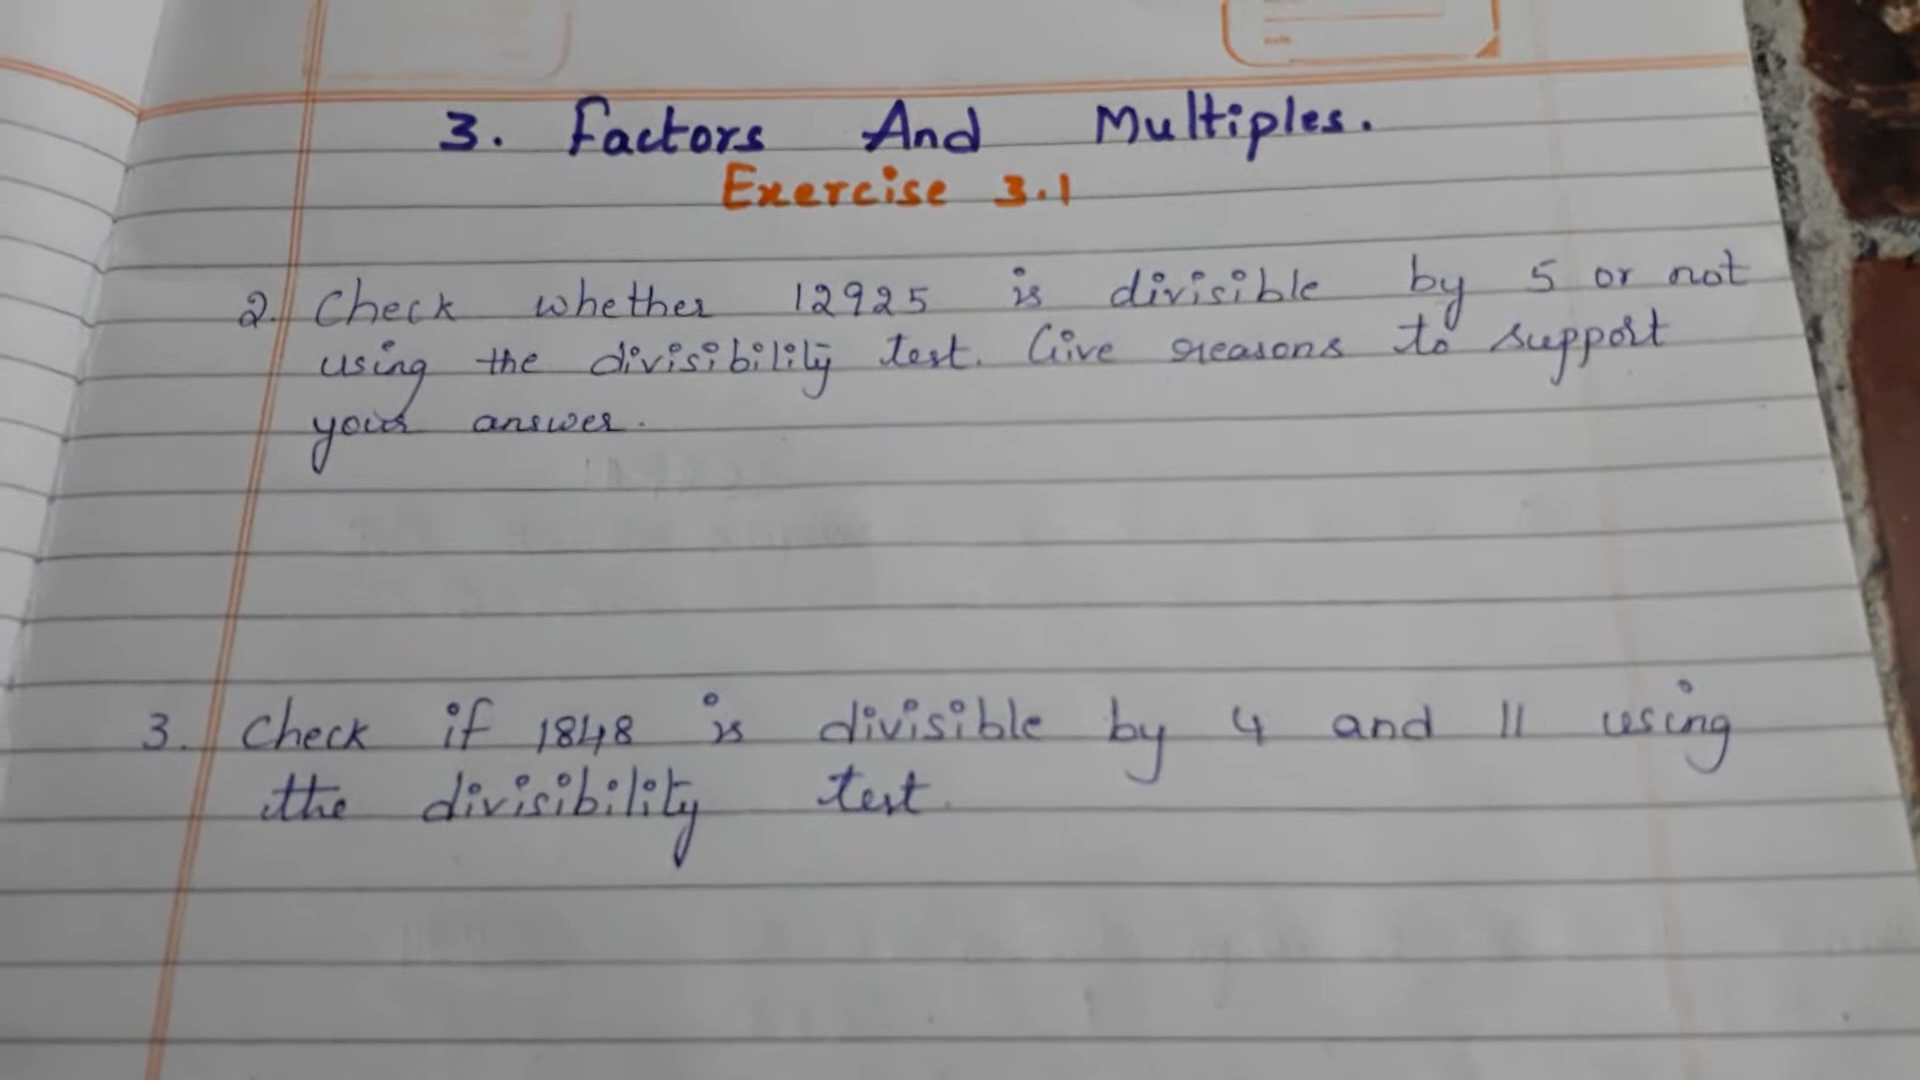 3. Factors And Multiples.
Exercise 3.1
2. Check whether 12925 is divisible by 5 or not
using the divisibility test. Give reasons to support
your answer.
3. Check if 1848 is divisible by 4 and 11 using
the divisibility test.